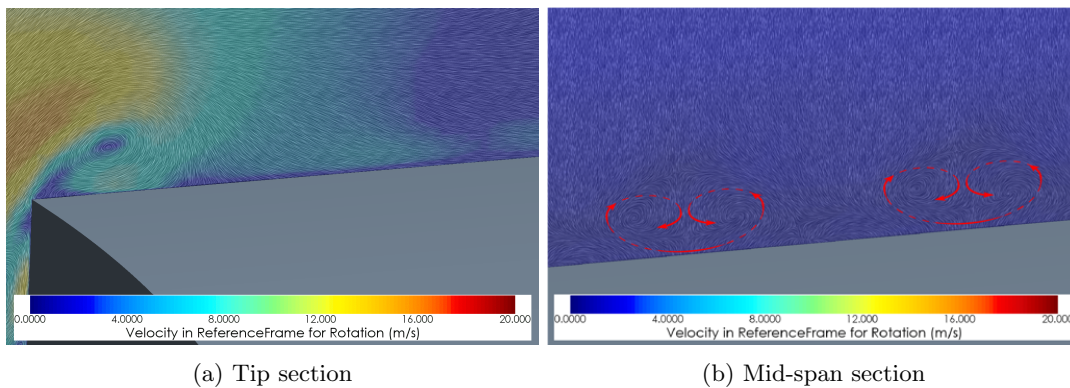 0.0000 4.0000 8.0000 12.000 16.000 20.000
Velocity in ReferenceFrame for Rotation (m/s)
0.0000 4.0000 8.0000 12.000 16.000 20.000
Velocity in ReferenceFrame for Rotation (m/s)
(a) Tip section
(b) Mid-span section